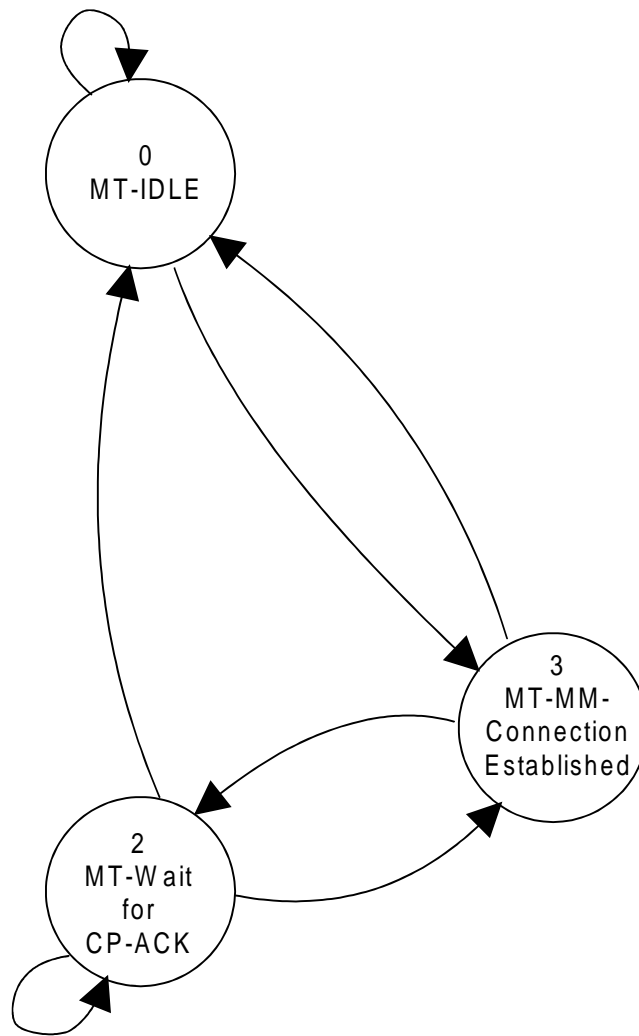 0
MT-IDLE
3
MT-MM-
Connection
Established
2
MT-Wait
for
CP-ACK